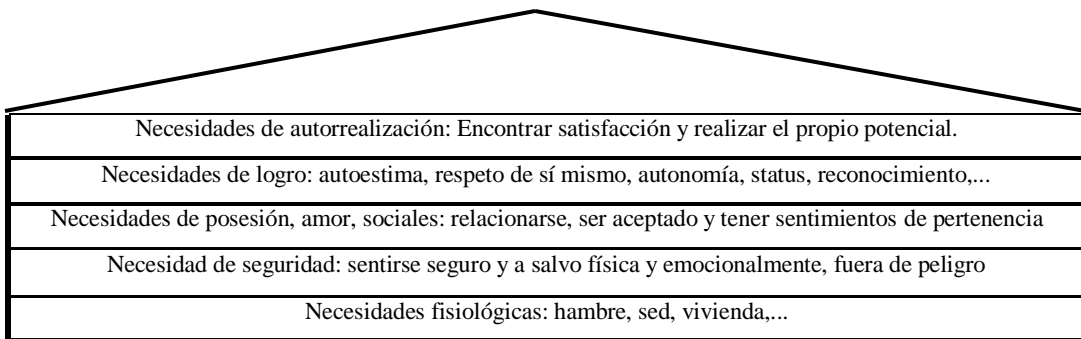 Necesidades de autorrealización: Encontrar satisfacción y realizar el propio potencial.
Necesidades de logro: autoestima, respeto de sí mismo, autonomía, status, reconocimiento,...
Necesidades de posesión, amor, sociales: relacionarse, ser aceptado y tener sentimientos de pertenencia
Necesidad de seguridad: sentirse seguro y a salvo física y emocionalmente, fuera de peligro
Necesidades fisiológicas: hambre, sed, vivienda,...